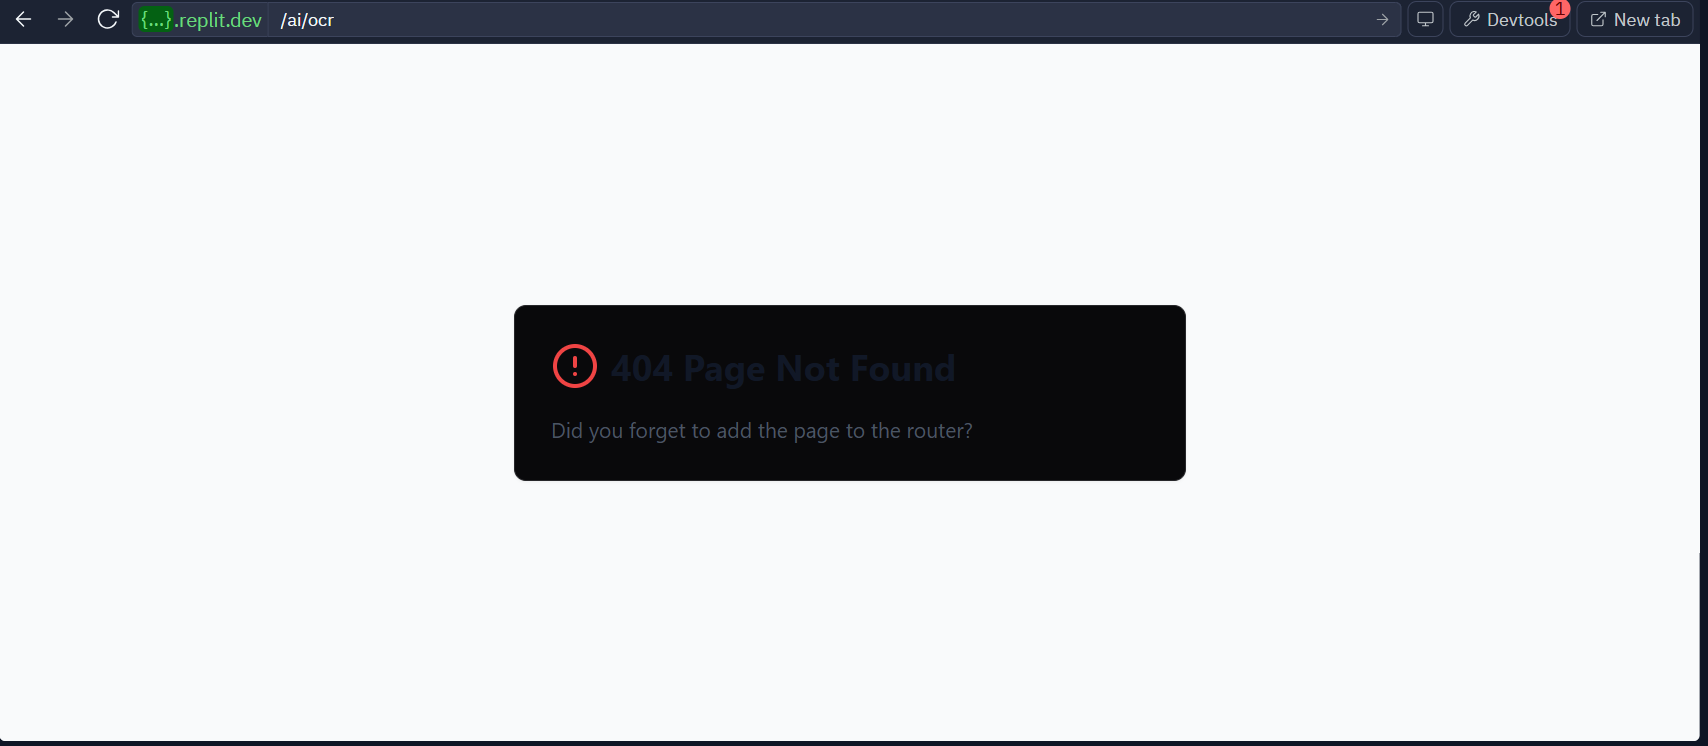 {...}.replit.dev /ai/ocr Devtools 1 New tab
404 Page Not Found
Did you forget to add the page to the router?